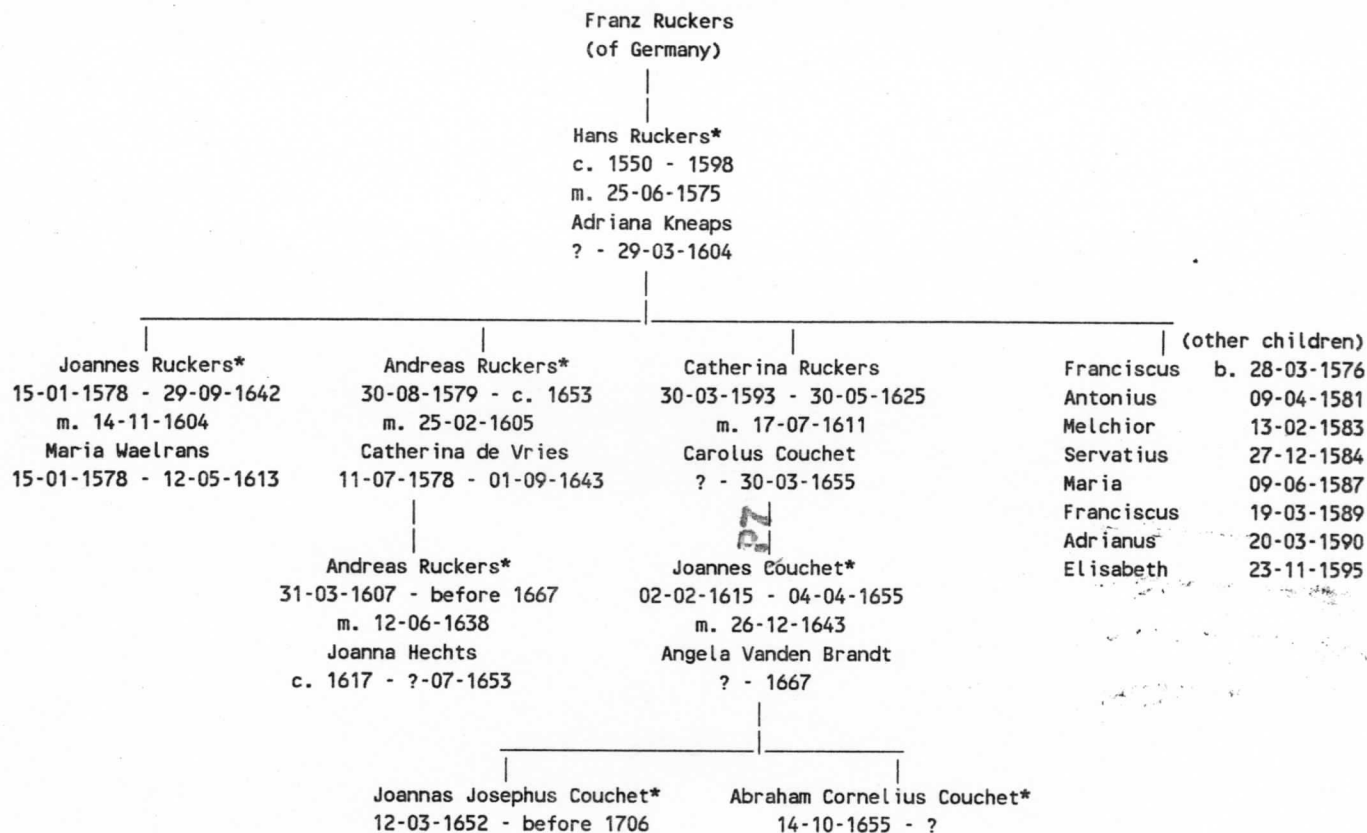 Franz Ruckers
(of Germany)
Hans Ruckers*
c. 1550 - 1598
m. 25-06-1575
Adriana Kneaps
? - 29-03-1604
Joannes Ruckers*
15-01-1578 - 29-09-1642
m. 14-11-1604
Maria Waelrans
15-01-1578 - 12-05-1613
Andreas Ruckers*
30-08-1579 - c. 1653
m. 25-02-1605
Catherina de Vries
11-07-1578 - 01-09-1643
Catherina Ruckers
30-03-1593 - 30-05-1625
m. 17-07-1611
Carolus Couchet
? - 30-03-1655
(other children)
Franciscus b. 28-03-1576
Antonius 09-04-1581
Melchior 13-02-1583
Servatius 27-12-1584
Maria 09-06-1587
Franciscus 19-03-1589
Adrianus 20-03-1590
Elisabeth 23-11-1595
PZ
Andreas Ruckers*
31-03-1607 - before 1667
m. 12-06-1638
Joanna Hechts
c. 1617 - ?-07-1653
Joannes Couchet*
02-02-1615 - 04-04-1655
m. 26-12-1643
Angela Vanden Brandt
? - 1667
Joannas Josephus Couchet*
12-03-1652 - before 1706
Abraham Cornelius Couchet*
14-10-1655 - ?